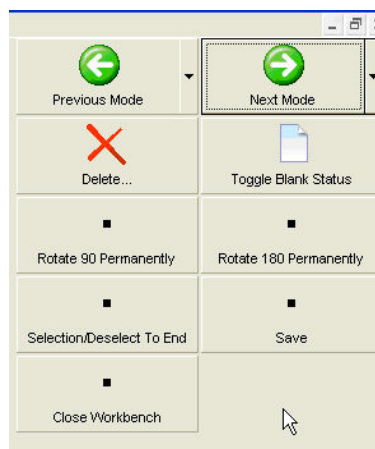 Previous Mode
Next Mode
Delete...
Toggle Blank Status
Rotate 90 Permanently
Rotate 180 Permanently
Selection/Deselect To End
Save
Close Workbench